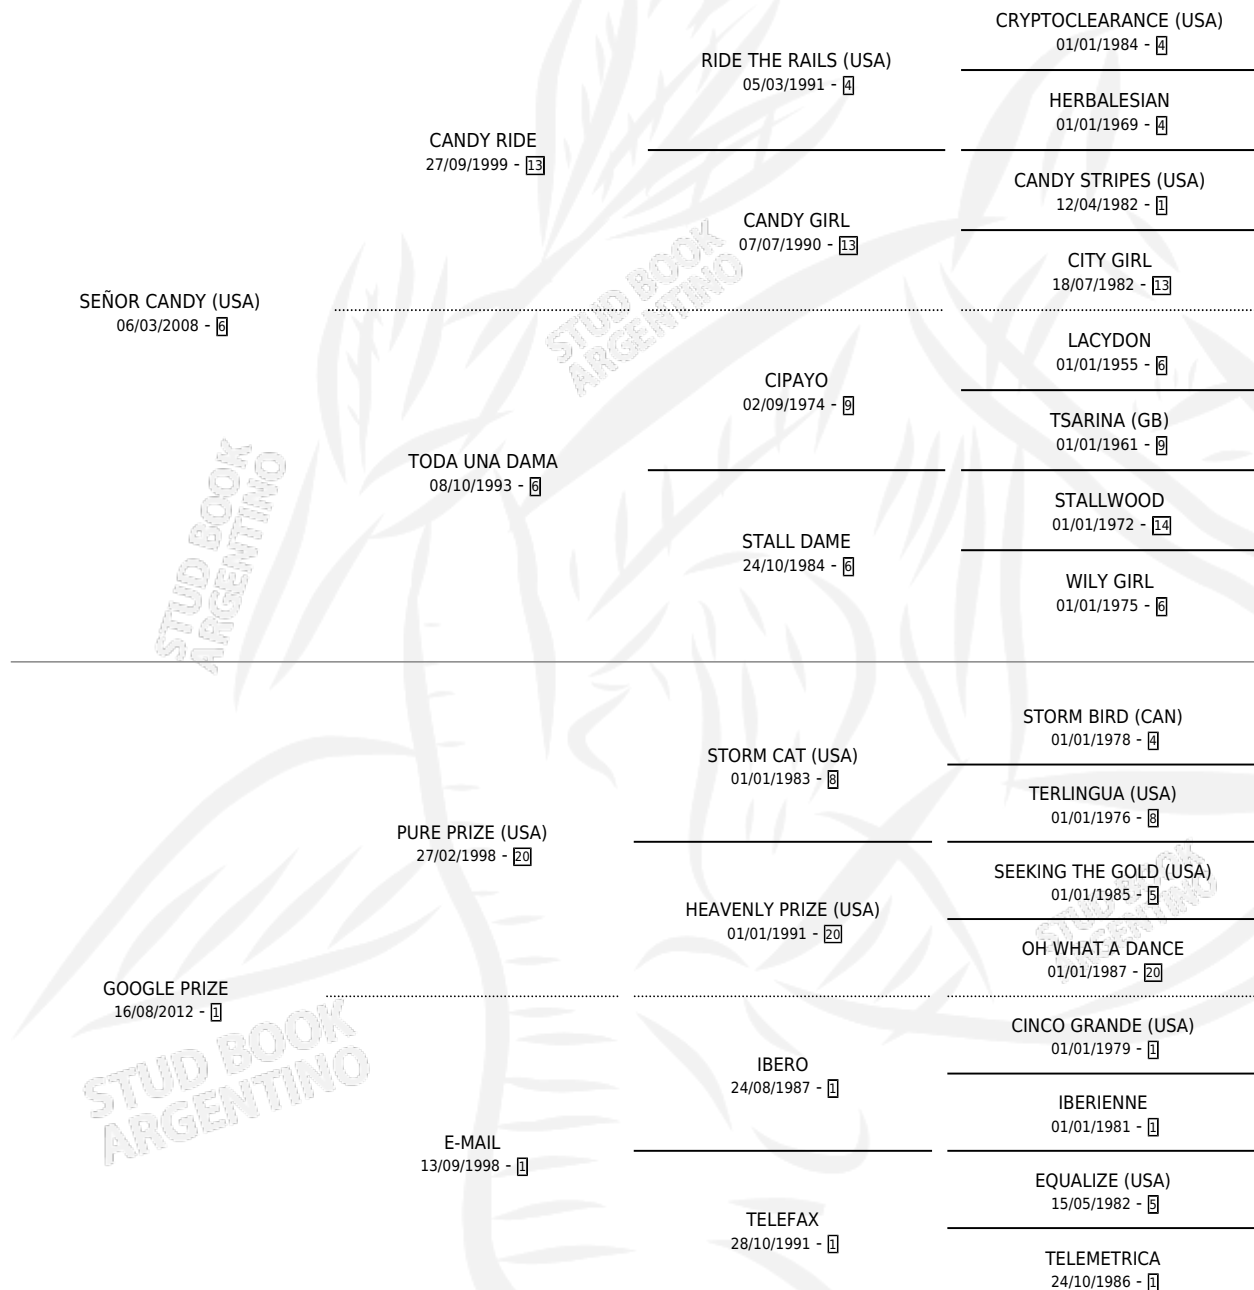 CRYPTOCLEARANCE (USA)
01/01/1984 - 4
RIDE THE RAILS (USA)
05/03/1991 - 4
HERBALESIAN
01/01/1969 - 4
CANDY RIDE
27/09/1999 - 13
CANDY STRIPES (USA)
12/04/1982 - 1
CANDY GIRL
07/07/1990 - 13
CITY GIRL
18/07/1982 - 13
SEÑOR CANDY (USA)
06/03/2008 - 6
LACYDON
01/01/1955 - 6
CIPAYO
02/09/1974 - 9
TSARINA (GB)
01/01/1961 - 9
TODA UNA DAMA
08/10/1993 - 6
STALLWOOD
01/01/1972 - 14
STALL DAME
24/10/1984 - 6
WILY GIRL
01/01/1975 - 6
STORM BIRD (CAN)
01/01/1978 - 4
STORM CAT (USA)
01/01/1983 - 8
TERLINGUA (USA)
01/01/1976 - 8
PURE PRIZE (USA)
27/02/1998 - 20
SEEKING THE GOLD (USA)
01/01/1985 - 5
HEAVENLY PRIZE (USA)
01/01/1991 - 20
OH WHAT A DANCE
01/01/1987 - 20
GOOGLE PRIZE
16/08/2012 - 1
CINCO GRANDE (USA)
01/01/1979 - 1
IBERO
24/08/1987 - 1
IBERIENNE
01/01/1981 - 1
E-MAIL
13/09/1998 - 1
EQUALIZE (USA)
15/05/1982 - 5
TELEFAX
28/10/1991 - 1
TELEMETRICA
24/10/1986 - 1
STUD BOOK
ARGENTINO
STUD BOOK
ARGENTINO
STUD BOOK
ARGENTINO
STUD BOOK
ARGENTINO